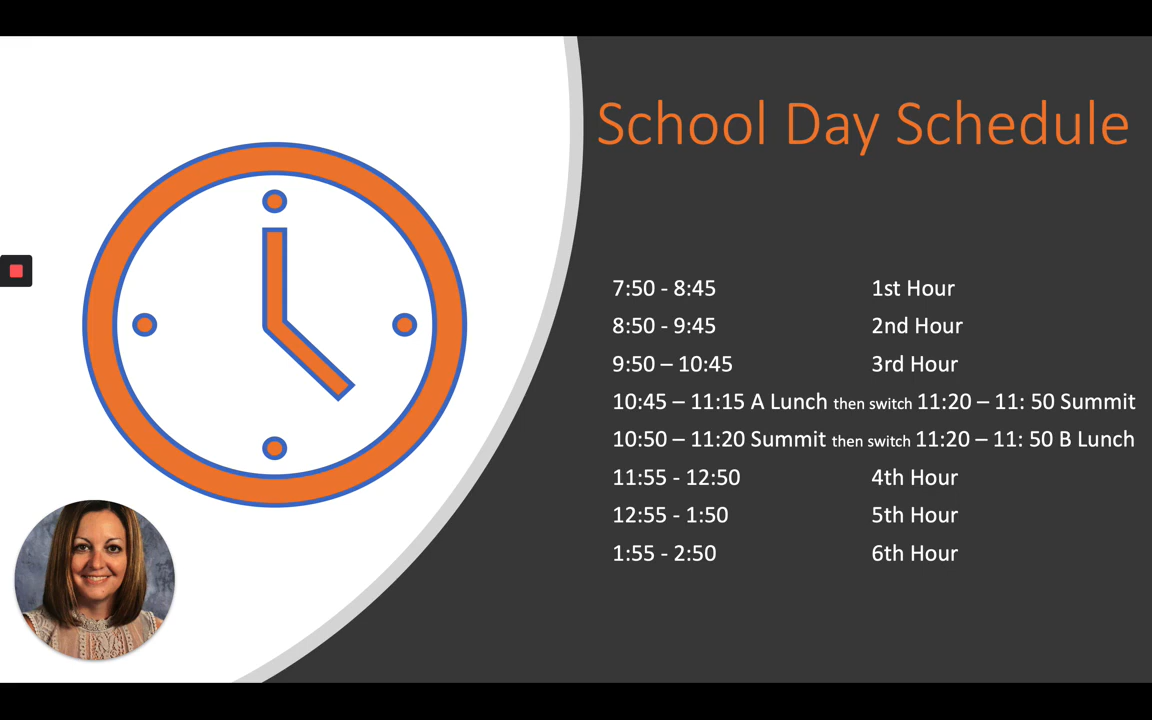 School Day Schedule
7:50 - 8:45 1st Hour
8:50 - 9:45 2nd Hour
9:50 – 10:45 3rd Hour
10:45 – 11:15 A Lunch then switch 11:20 – 11: 50 Summit
10:50 – 11:20 Summit then switch 11:20 – 11: 50 B Lunch
11:55 - 12:50 4th Hour
12:55 - 1:50 5th Hour
1:55 - 2:50 6th Hour